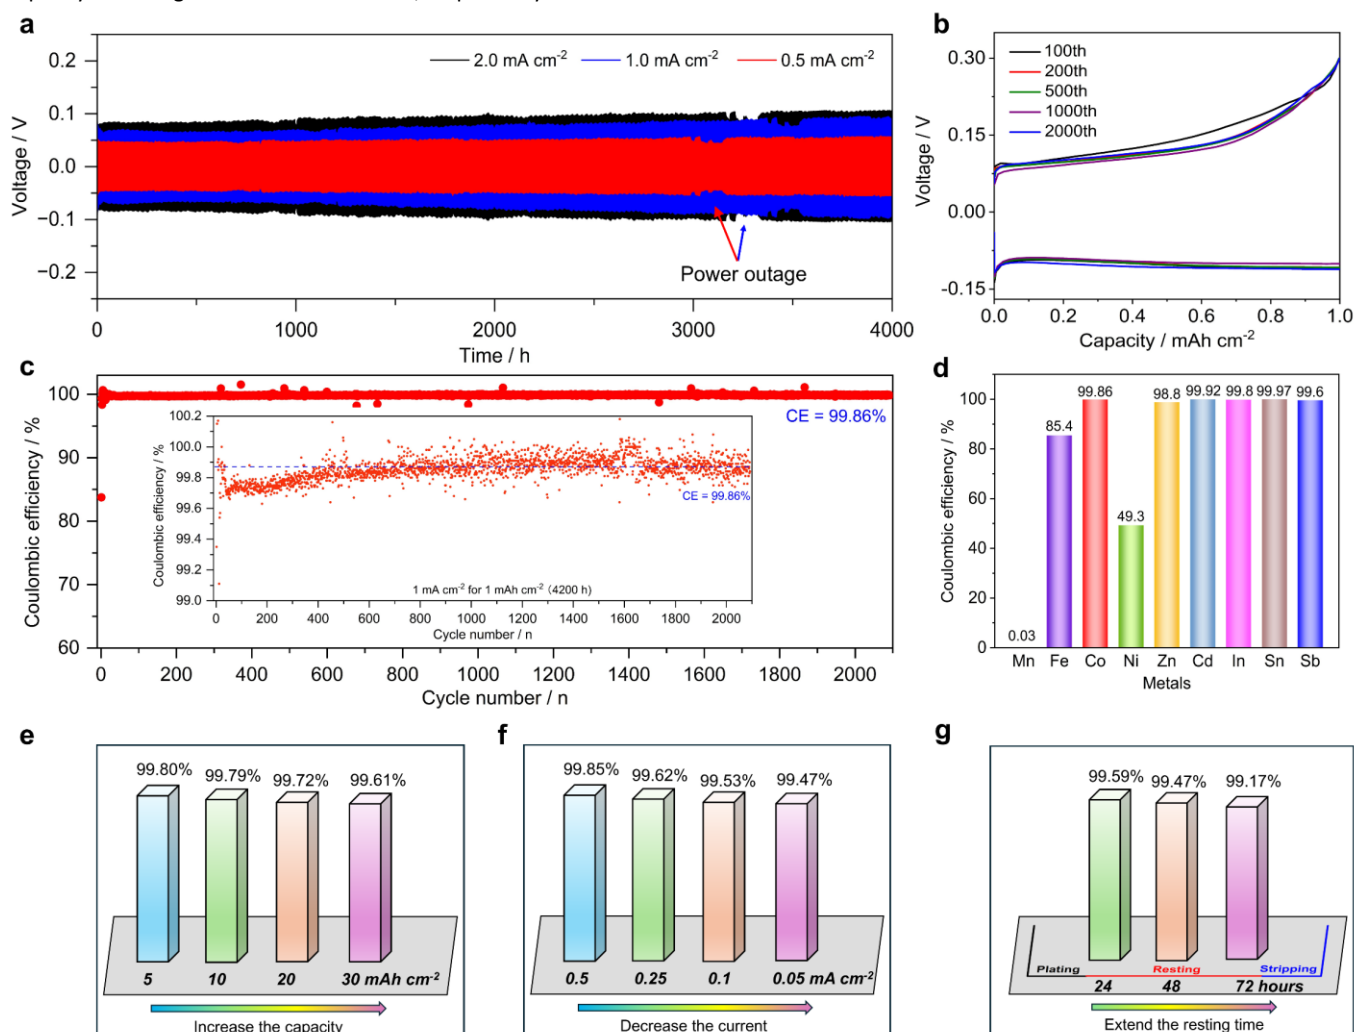 a
2.0 mA cm-2 1.0 mA cm-2 0.5 mA cm-2
0.2
0.1
0.0
−0.1
−0.2
Voltage / V
Power outage
0 1000 2000 3000 4000
Time / h
b
100th
200th
500th
1000th
2000th
0.30
0.15
0.00
-0.15
Voltage / V
0.0 0.2 0.4 0.6 0.8 1.0
Capacity / mAh cm-2
c
100
90
80
70
60
Coulombic efficiency / %
CE = 99.86%
100.2
100.0
99.8
99.6
99.4
99.2
99.0
Coulombic efficiency / %
CE = 99.86%
1 mA cm-2 for 1 mAh cm-2 (4200 h)
0 200 400 600 800 1000 1200 1400 1600 1800 2000
Cycle number / n
0 200 400 600 800 1000 1200 1400 1600 1800 2000
Cycle number / n
d
100
80
60
40
20
0
Coulombic efficiency / %
0.03 85.4 99.86 49.3 98.8 99.92 99.8 99.97 99.6
Mn Fe Co Ni Zn Cd In Sn Sb
Metals
e
99.80% 99.79% 99.72% 99.61%
5 10 20 30 mAh cm-2
Increase the capacity
f
99.85% 99.62% 99.53% 99.47%
0.5 0.25 0.1 0.05 mA cm-2
Decrease the current
g
99.59% 99.47% 99.17%
Plating Resting Stripping
24 48 72 hours
Extend the resting time